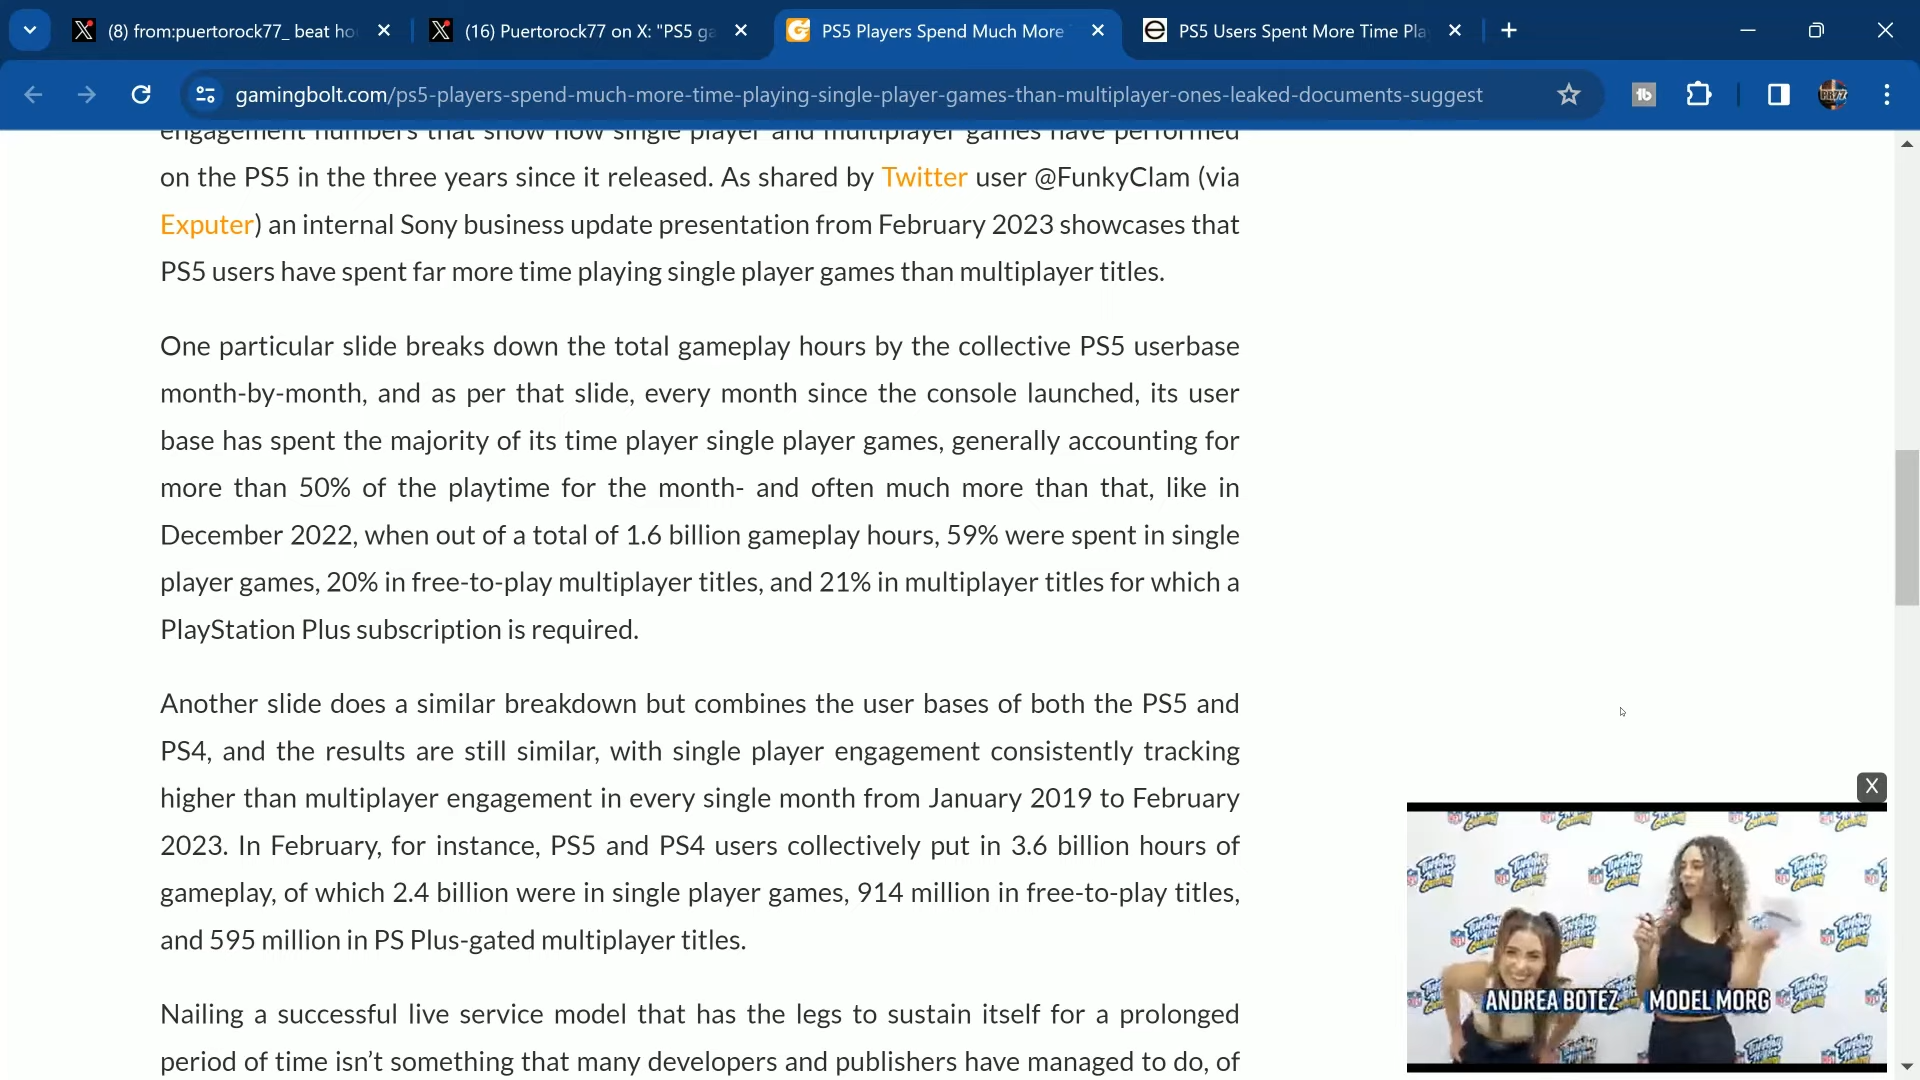 (8) from:puertorock77_ beat ho
(16) Puertorock77 on X: "PS5 ga
PS5 Players Spend Much More
PS5 Users Spent More Time Pla
gamingbolt.com/ps5-players-spend-much-more-time-playing-single-player-games-than-multiplayer-ones-leaked-documents-suggest
engagement numbers that show how single player and multiplayer games have performed
on the PS5 in the three years since it released. As shared by Twitter user @FunkyClam (via
Exputer) an internal Sony business update presentation from February 2023 showcases that
PS5 users have spent far more time playing single player games than multiplayer titles.
One particular slide breaks down the total gameplay hours by the collective PS5 userbase
month-by-month, and as per that slide, every month since the console launched, its user
base has spent the majority of its time player single player games, generally accounting for
more than 50% of the playtime for the month- and often much more than that, like in
December 2022, when out of a total of 1.6 billion gameplay hours, 59% were spent in single
player games, 20% in free-to-play multiplayer titles, and 21% in multiplayer titles for which a
PlayStation Plus subscription is required.
Another slide does a similar breakdown but combines the user bases of both the PS5 and
PS4, and the results are still similar, with single player engagement consistently tracking
higher than multiplayer engagement in every single month from January 2019 to February
2023. In February, for instance, PS5 and PS4 users collectively put in 3.6 billion hours of
gameplay, of which 2.4 billion were in single player games, 914 million in free-to-play titles,
and 595 million in PS Plus-gated multiplayer titles.
Nailing a successful live service model that has the legs to sustain itself for a prolonged
period of time isn't something that many developers and publishers have managed to do, of
X
ANDREA BOTEZ
MODEL MORG